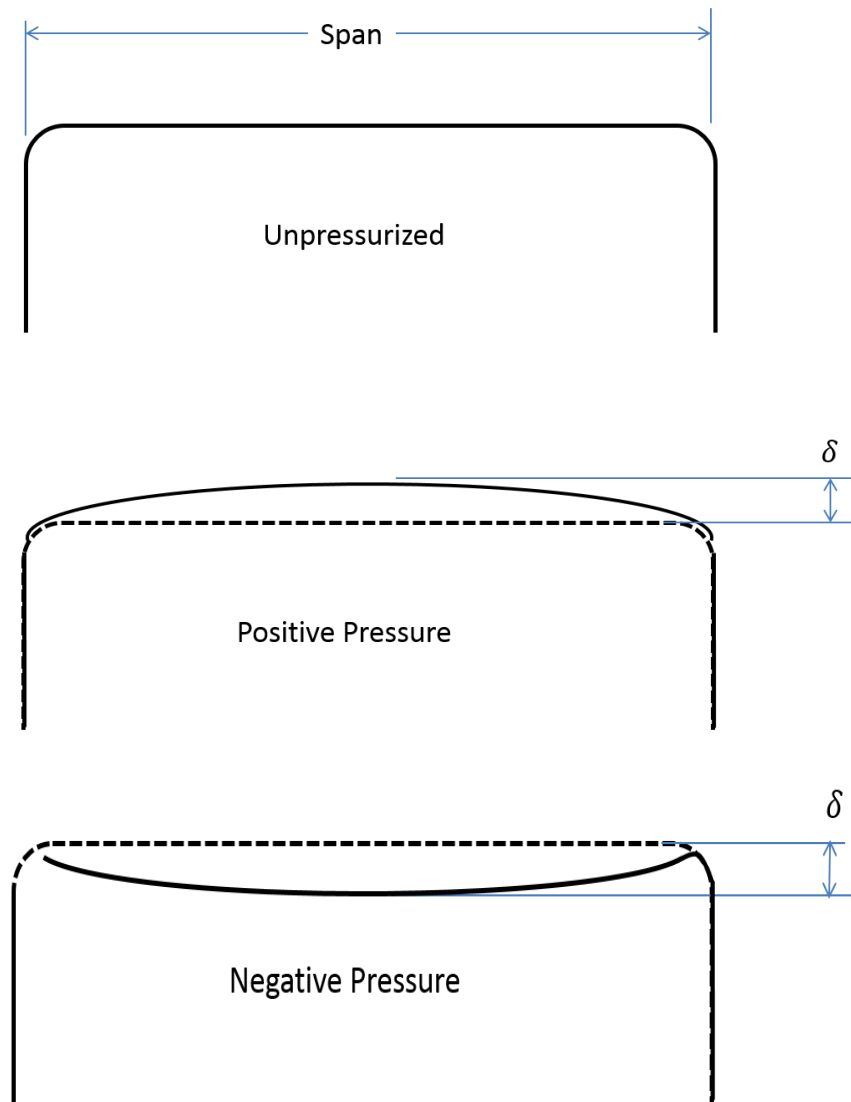 Span
Unpressurized
δ
Positive Pressure
δ
Negative Pressure